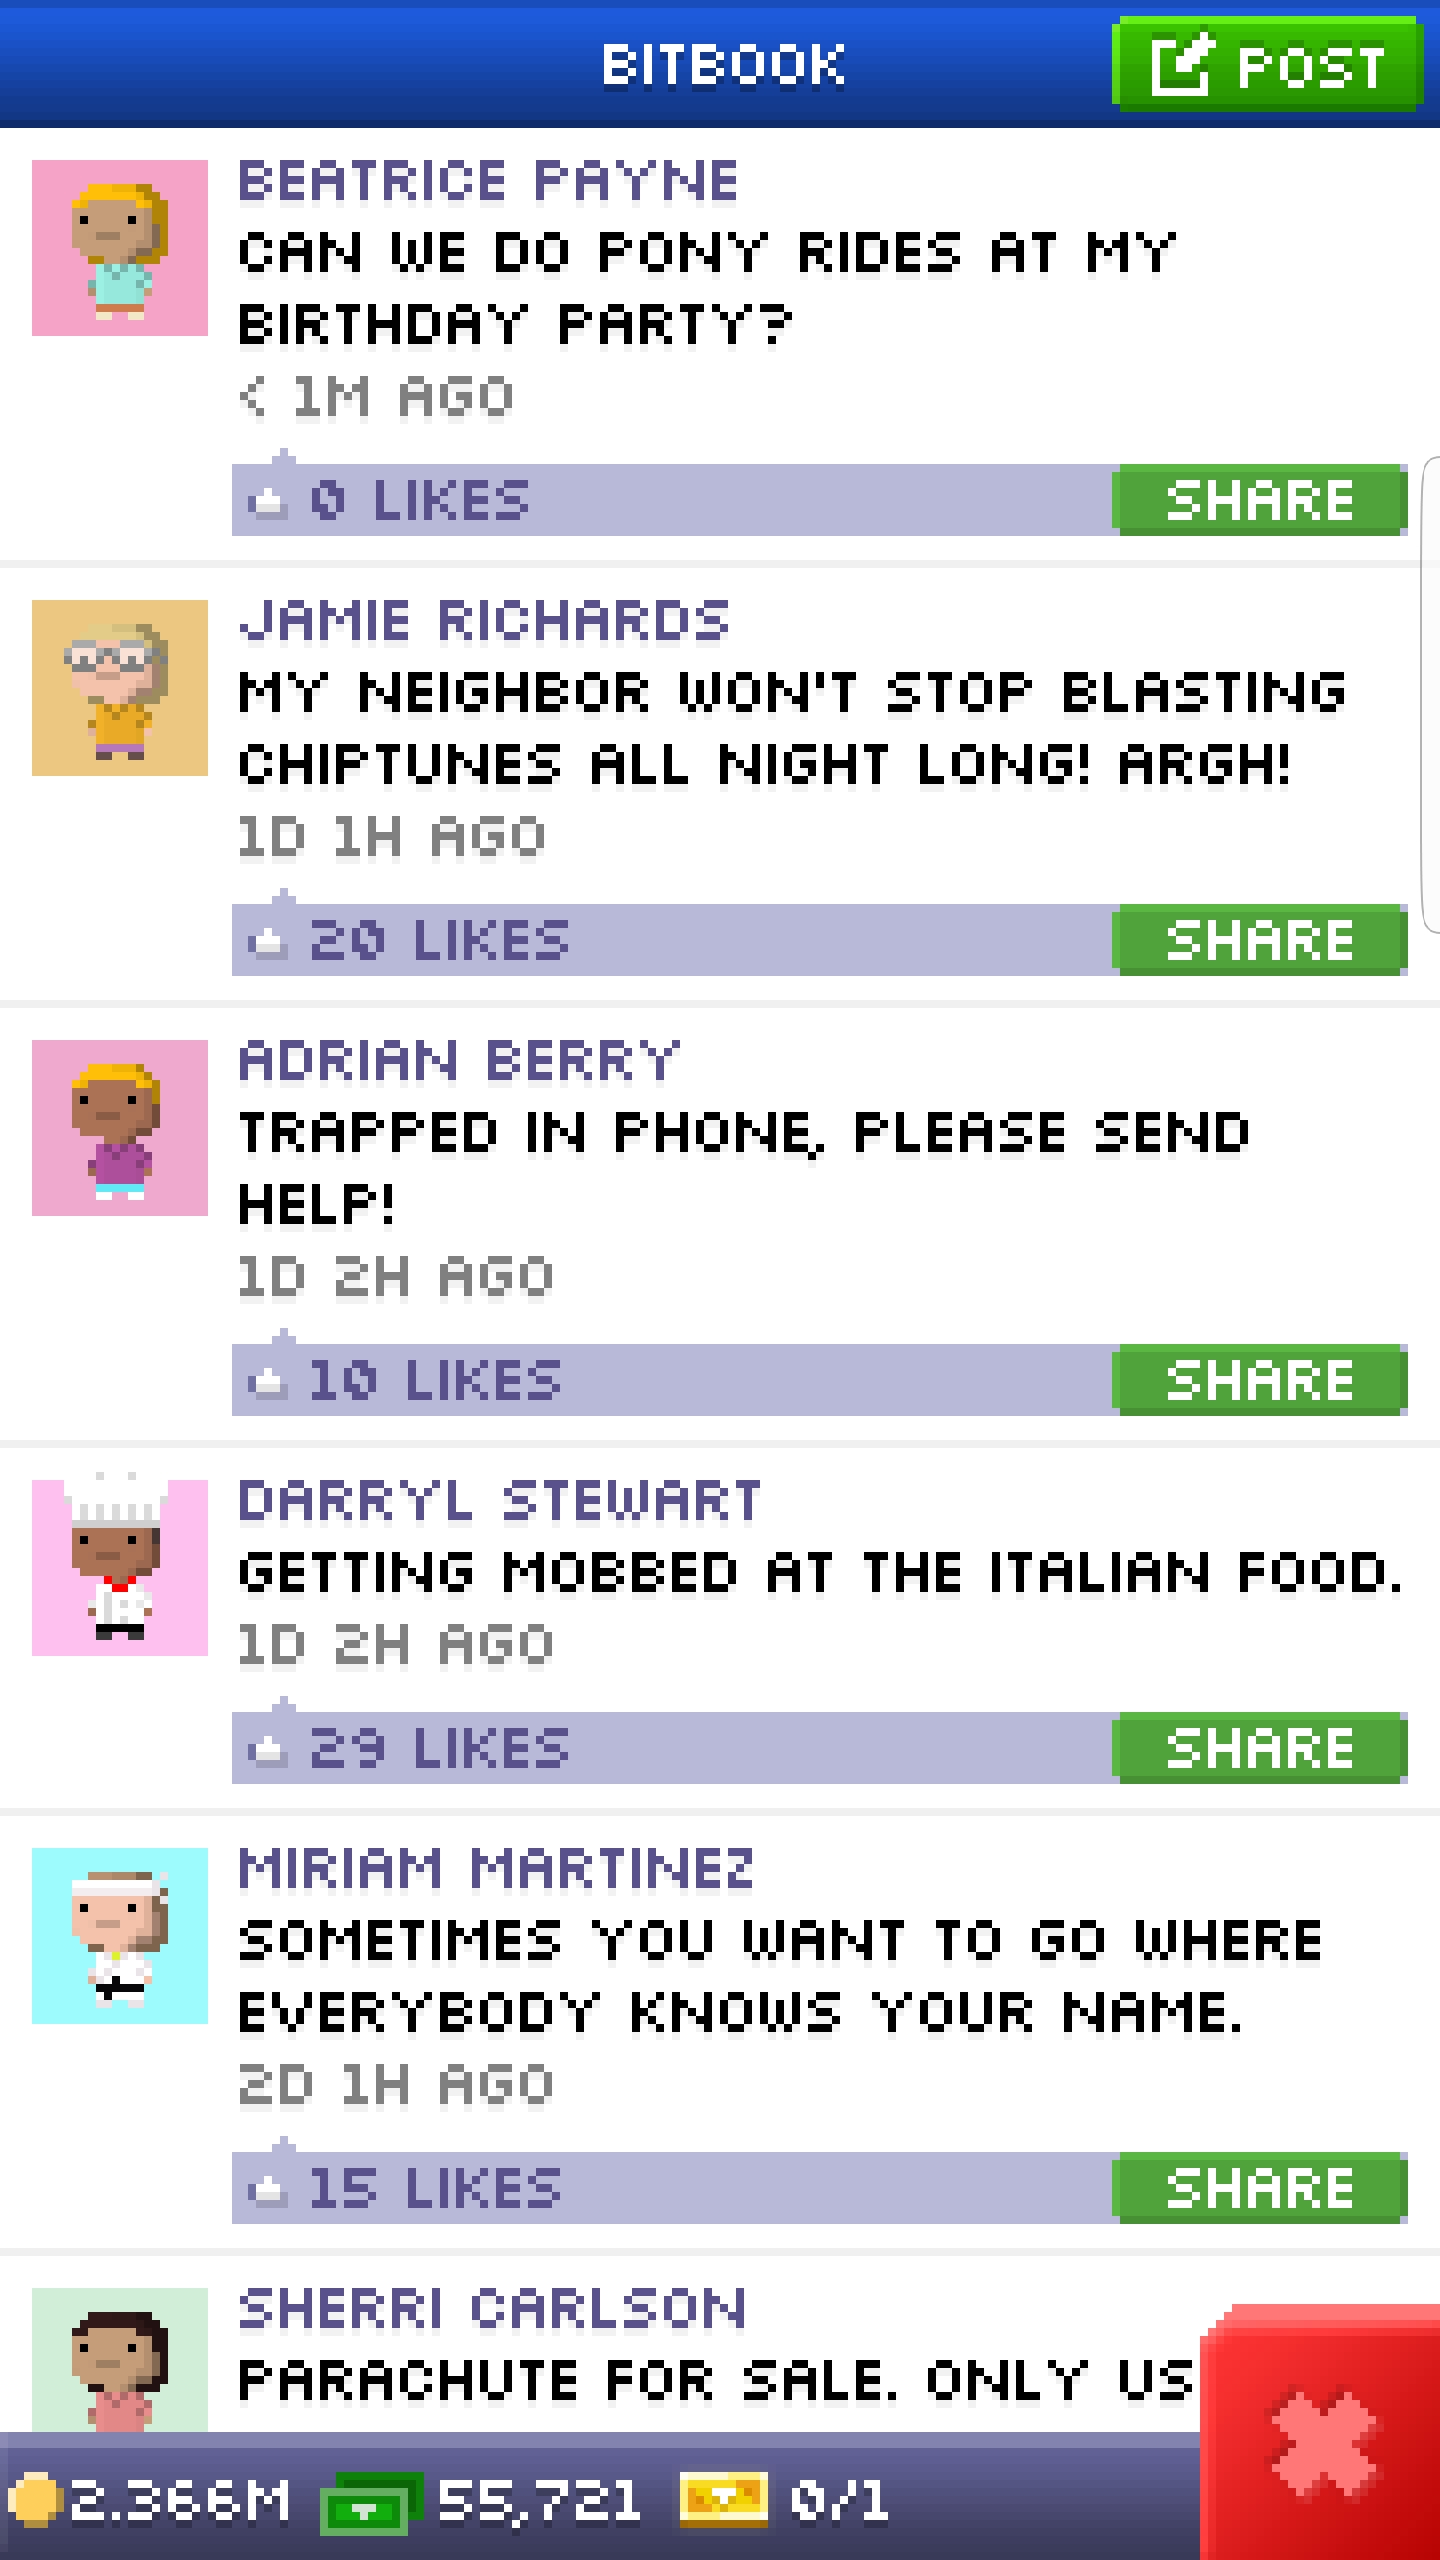 BITBOOK
POST
BEATRICE PAYNE
CAN WE DO PONY RIDES AT MY
BIRTHDAY PARTY?
< 1M AGO
0 LIKES
SHARE
JAMIE RICHARDS
MY NEIGHBOR WON'T STOP BLASTING
CHIPTUNES ALL NIGHT LONG! ARGH!
1D 1H AGO
20 LIKES
SHARE
ADRIAN BERRY
TRAPPED IN PHONE, PLEASE SEND
HELP!
1D 2H AGO
10 LIKES
SHARE
DARRYL STEWART
GETTING MOBBED AT THE ITALIAN FOOD.
1D 2H AGO
29 LIKES
SHARE
MIRIAM MARTINEZ
SOMETIMES YOU WANT TO GO WHERE
EVERYBODY KNOWS YOUR NAME.
2D 1H AGO
15 LIKES
SHARE
SHERRI CARLSON
PARACHUTE FOR SALE. ONLY US
2.366M 55,721 0/1